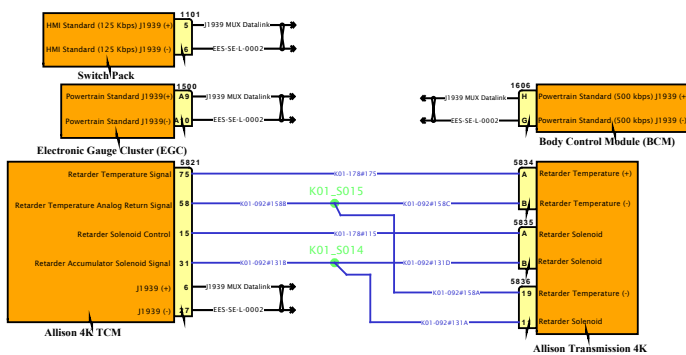 1101
HMI Standard (125 Kbps) J1939 (+) 5 J1939 MUX Datalink
HMI Standard (125 Kbps) J1939 (-) 6 EES-SE-L-0002
Switch Pack
1500
Powertrain Standard J1939(+) A9 J1939 MUX Datalink
Powertrain Standard J1939(-) A10 EES-SE-L-0002
Electronic Gauge Cluster (EGC)
1606
J1939 MUX Datalink H Powertrain Standard (500 kbps) J1939 (+
EES-SE-L-0002 G Powertrain Standard (500 kbps) J1939 (-)
Body Control Module (BCM)
5821 5834
Retarder Temperature Signal 75 K01-178#175 A Retarder Temperature (+)
K01_S015
Retarder Temperature Analog Return Signal 58 K01-092#158B K01-092#158C B Retarder Temperature (-)
5835
Retarder Solenoid Control 15 K01-178#115 A Retarder Solenoid
K01_S014
Retarder Accumulator Solenoid Signal 31 K01-092#131B K01-092#131D B Retarder Solenoid
5836
J1939 (+) 6 J1939 MUX Datalink K01-092#158A 19 Retarder Temperature (-)
J1939 (-) 27 EES-SE-L-0002 K01-092#131A Retarder Solenoid
Allison 4K TCM
Allison Transmission 4K